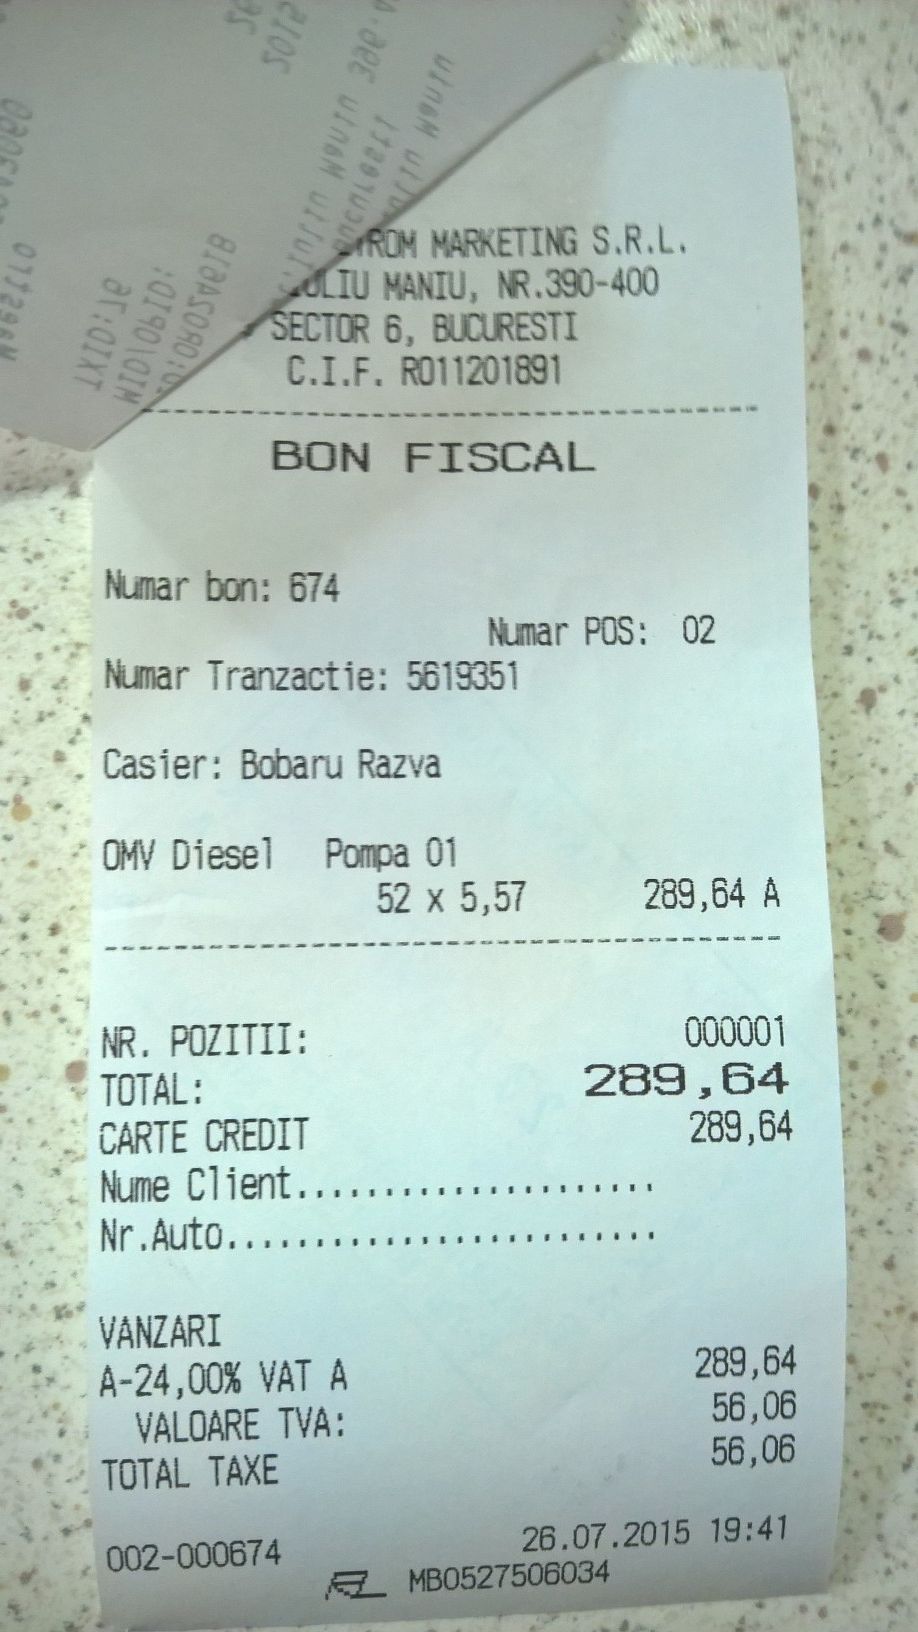 MARKETING S.R.L.
MANIU, NR.390-400
SECTOR 6, BUCURESTI
C.I.F. RO11201891
BON FISCAL
Numar bon: 674
Numar POS: 02
Numar Tranzactie: 5619351
Casier: Bobaru Razva
OMV Diesel Pompa 01
52 x 5,57 289,64 A
NR. POZITII: 000001
TOTAL: 289,64
CARTE CREDIT 289,64
Nume Client.....................
Nr.Auto.........................
VANZARI
A-24,00% VAT A 289,64
VALOARE TVA: 56,06
TOTAL TAXE 56,06
002-000674 26.07.2015 19:41
MB0527506034